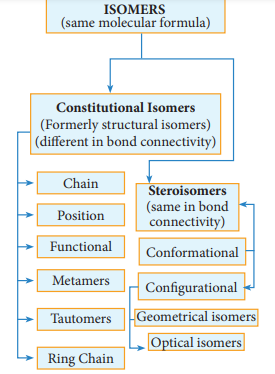 ISOMERS
(same molecular formula)
Constitutional Isomers
(Formerly structural isomers)
(different in bond connectivity)
Chain
Position
Functional
Metamers
Tautomers
Ring Chain
Steroisomers
(same in bond
connectivity)
Conformational
Configurational
Geometrical isomers
Optical isomers